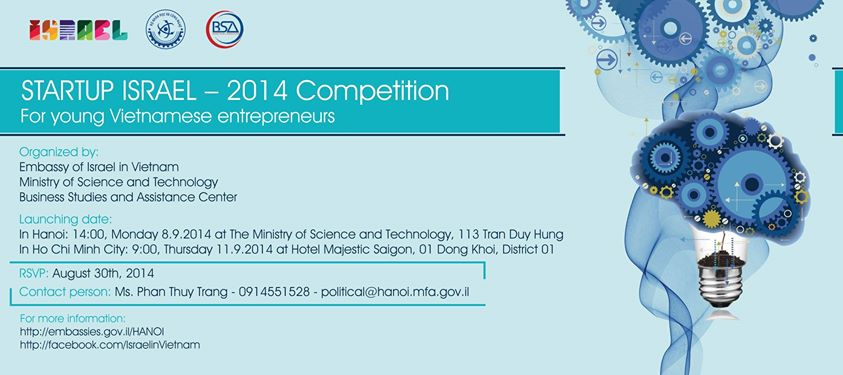 ISRAEL
BSA
STARTUP ISRAEL – 2014 Competition
For young Vietnamese entrepreneurs
Organized by:
Embassy of Israel in Vietnam
Ministry of Science and Technology
Business Studies and Assistance Center
Launching date:
In Hanoi: 14:00, Monday 8.9.2014 at The Ministry of Science and Technology, 113 Tran Duy Hung
In Ho Chi Minh City: 9:00, Thursday 11.9.2014 at Hotel Majestic Saigon, 01 Dong Khoi, District 01
RSVP: August 30th, 2014
Contact person: Ms. Phan Thuy Trang - 0914551528 - political@hanoi.mfa.gov.il
For more information:
http://embassies.gov.il/HANOI
http://facebook.com/IsraelinVietnam